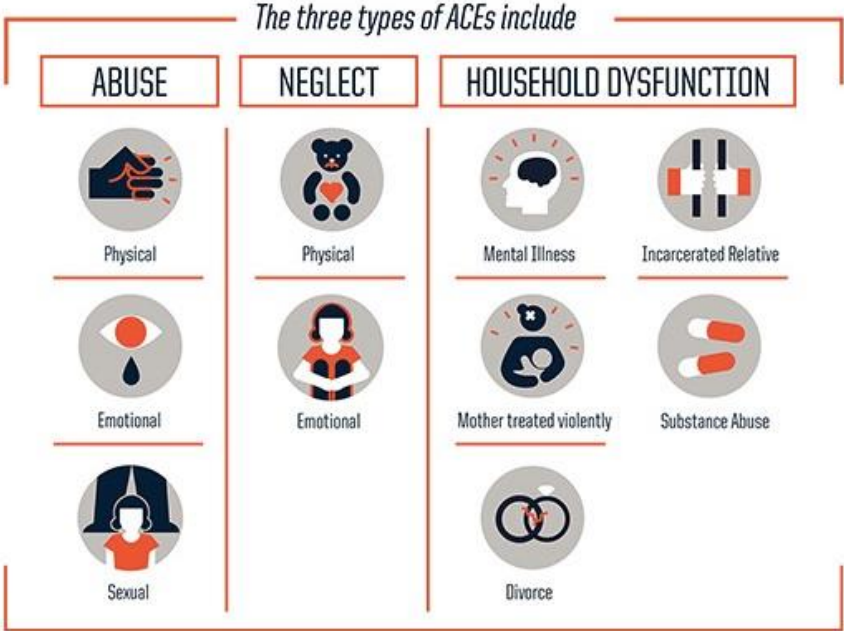 The three types of ACEs include
ABUSE
NEGLECT
HOUSEHOLD DYSFUNCTION
Physical
Physical
Mental Illness
Incarcerated Relative
Emotional
Emotional
Mother treated violently
Substance Abuse
Sexual
Divorce